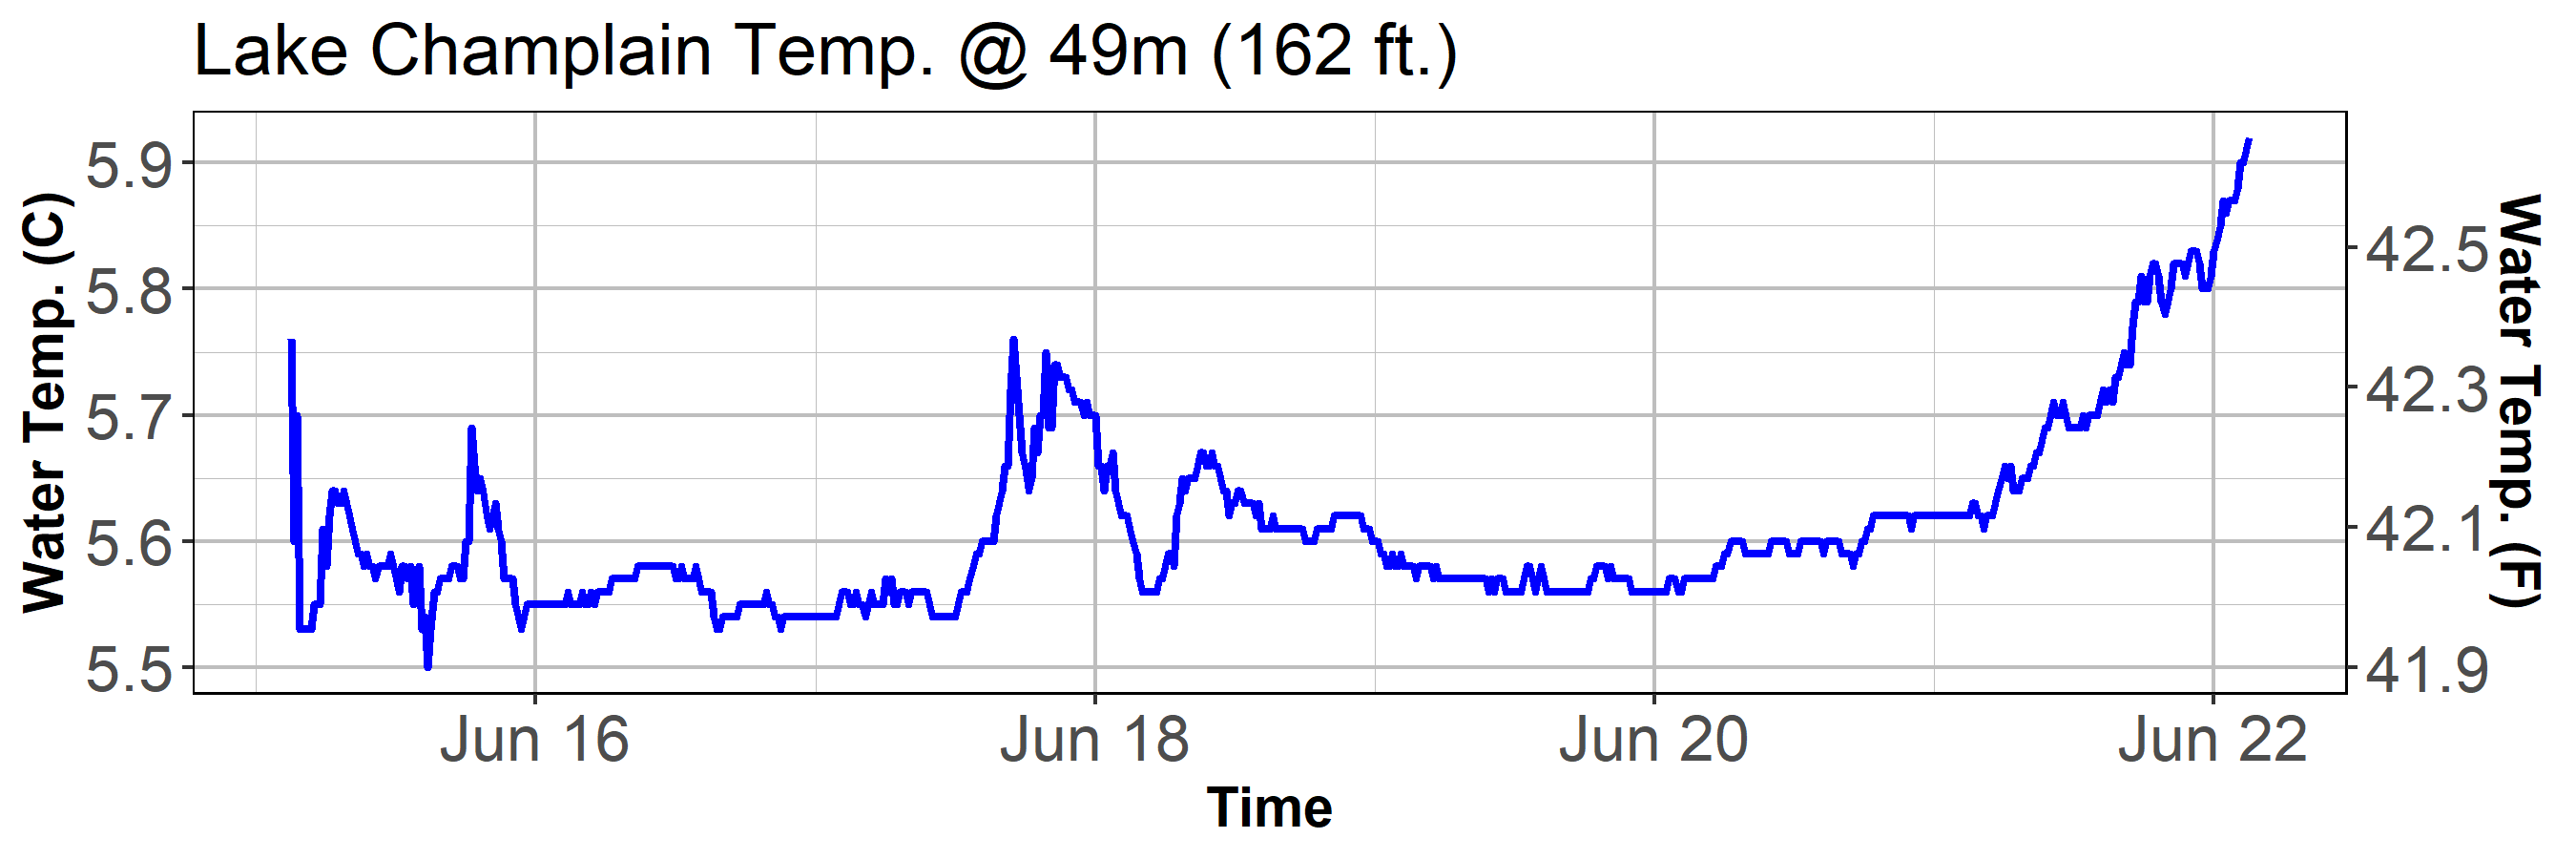 Lake Champlain Temp. @ 49m (162 ft.)
Water Temp. (C)
5.9
5.8
5.7
5.6
5.5
42.5
42.3
42.1
41.9
Water Temp. (F)
Jun 16 Jun 18 Jun 20 Jun 22
Time